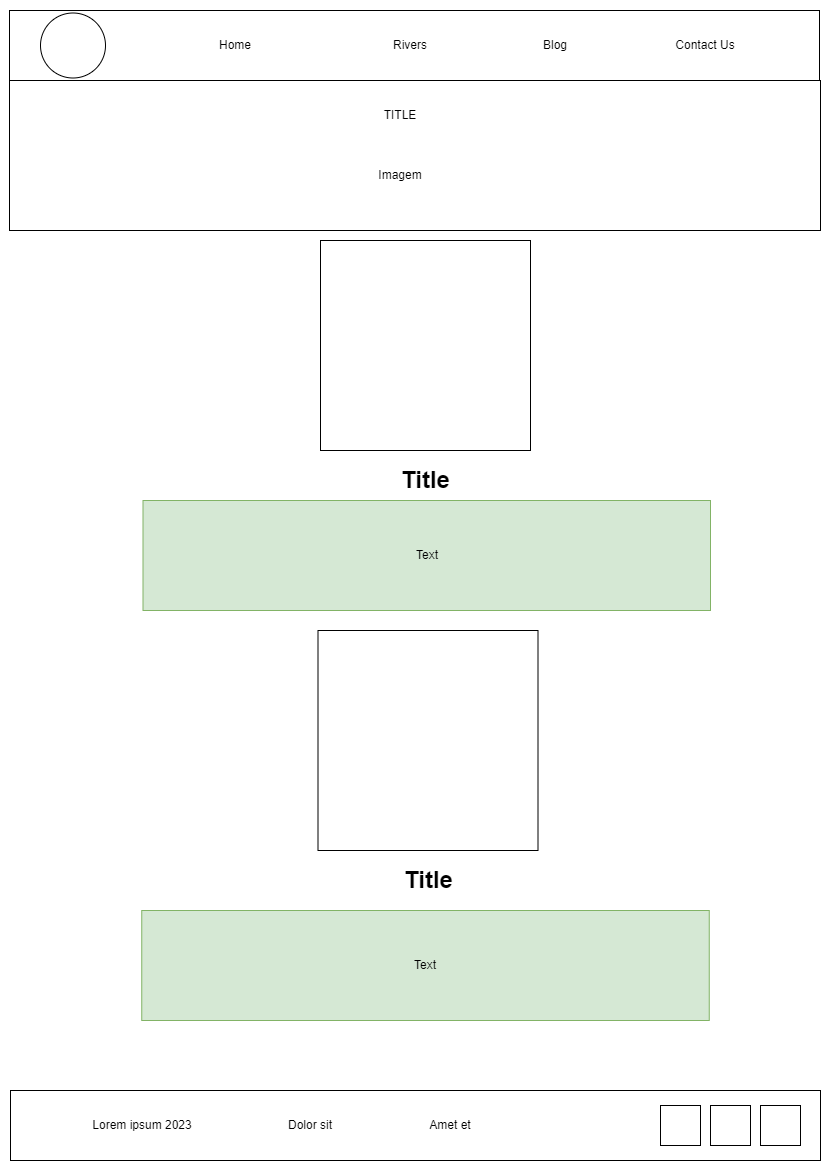 Home Rivers Blog Contact Us
TITLE
Imagem
Title
Text
Title
Text
Lorem ipsum 2023 Dolor sit Amet et